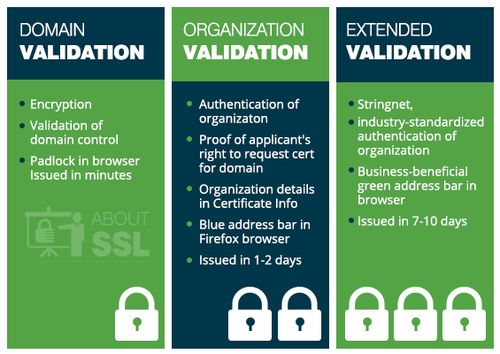 DOMAIN
VALIDATION
Encryption
Validation of
domain control
Padlock in browser
Issued in minutes
ABOUT
SSL
ORGANIZATION
VALIDATION
Authentication of
organizaton
Proof of applicant's
right to request cert
for domain
Organization details
in Certificate Info
Blue address bar in
Firefox browser
Issued in 1-2 days
EXTENDED
VALIDATION
Stringnet,
industry-standardized
authentication of
organization
Business-beneficial
green address bar in
browser
Issued in 7-10 days